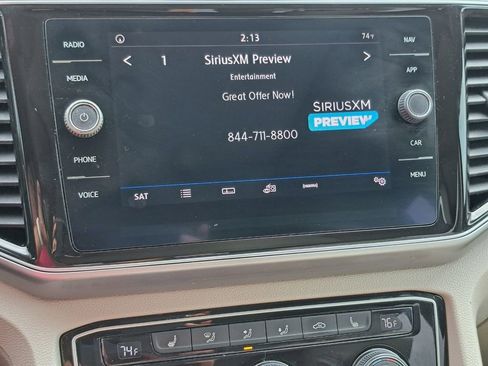 RADIO
2:13
74°F
NAV
1
SiriusXM Preview
MEDIA
Entertainment
APP
Great Offer Now!
SIRIUSXM
PREVIEW
844-711-8800
PHONE
CAR
VOICE
SAT
MENU
74°F
76°F